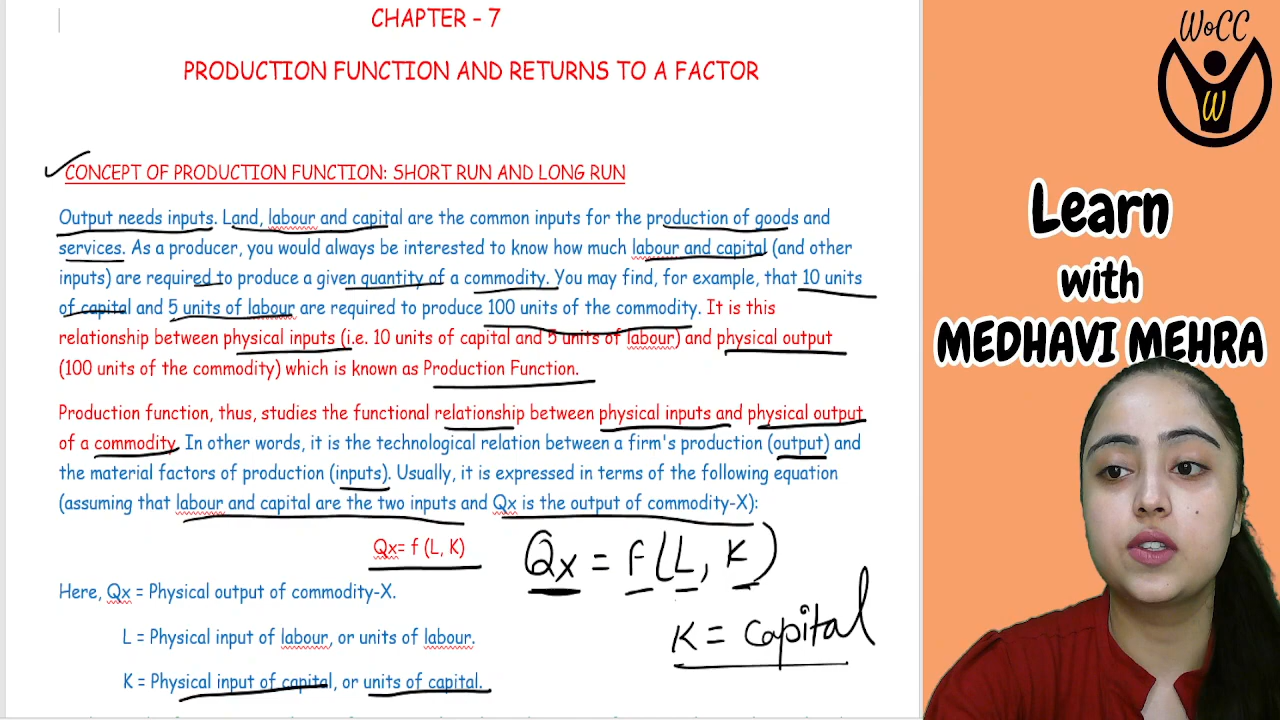 CHAPTER – 7
PRODUCTION FUNCTION AND RETURNS TO A FACTOR
CONCEPT OF PRODUCTION FUNCTION: SHORT RUN AND LONG RUN
Output needs inputs. Land, labour and capital are the common inputs for the production of goods and
services. As a producer, you would always be interested to know how much labour and capital (and other
inputs) are required to produce a given quantity of a commodity. You may find, for example, that 10 units
of capital and 5 units of labour are required to produce 100 units of the commodity. It is this
relationship between physical inputs (i.e. 10 units of capital and 5 units of labour) and physical output
(100 units of the commodity) which is known as Production Function.
Production function, thus, studies the functional relationship between physical inputs and physical output
of a commodity. In other words, it is the technological relation between a firm's production (output) and
the material factors of production (inputs). Usually, it is expressed in terms of the following equation
(assuming that labour and capital are the two inputs and Qx is the output of commodity-X):
Qx= f (L, K)
Qx = f(L, K)
Here, Qx = Physical output of commodity-X.
L = Physical input of labour, or units of labour.
K = capital
K = Physical input of capital, or units of capital.
WOCC
W
Learn
with
MEDHAVI MEHRA